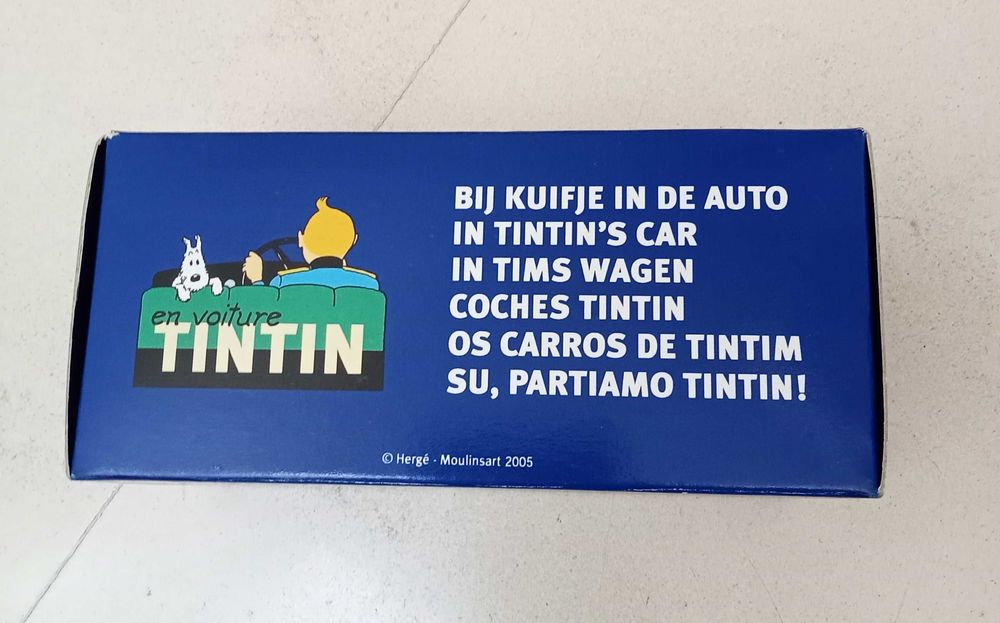 en voiture
TINTIN
BIJ KUIFJE IN DE AUTO
IN TINTIN'S CAR
IN TIMS WAGEN
COCHES TINTIN
OS CARROS DE TINTIM
SU, PARTIAMO TINTIN!
© Hergé - Moulinsart 2005